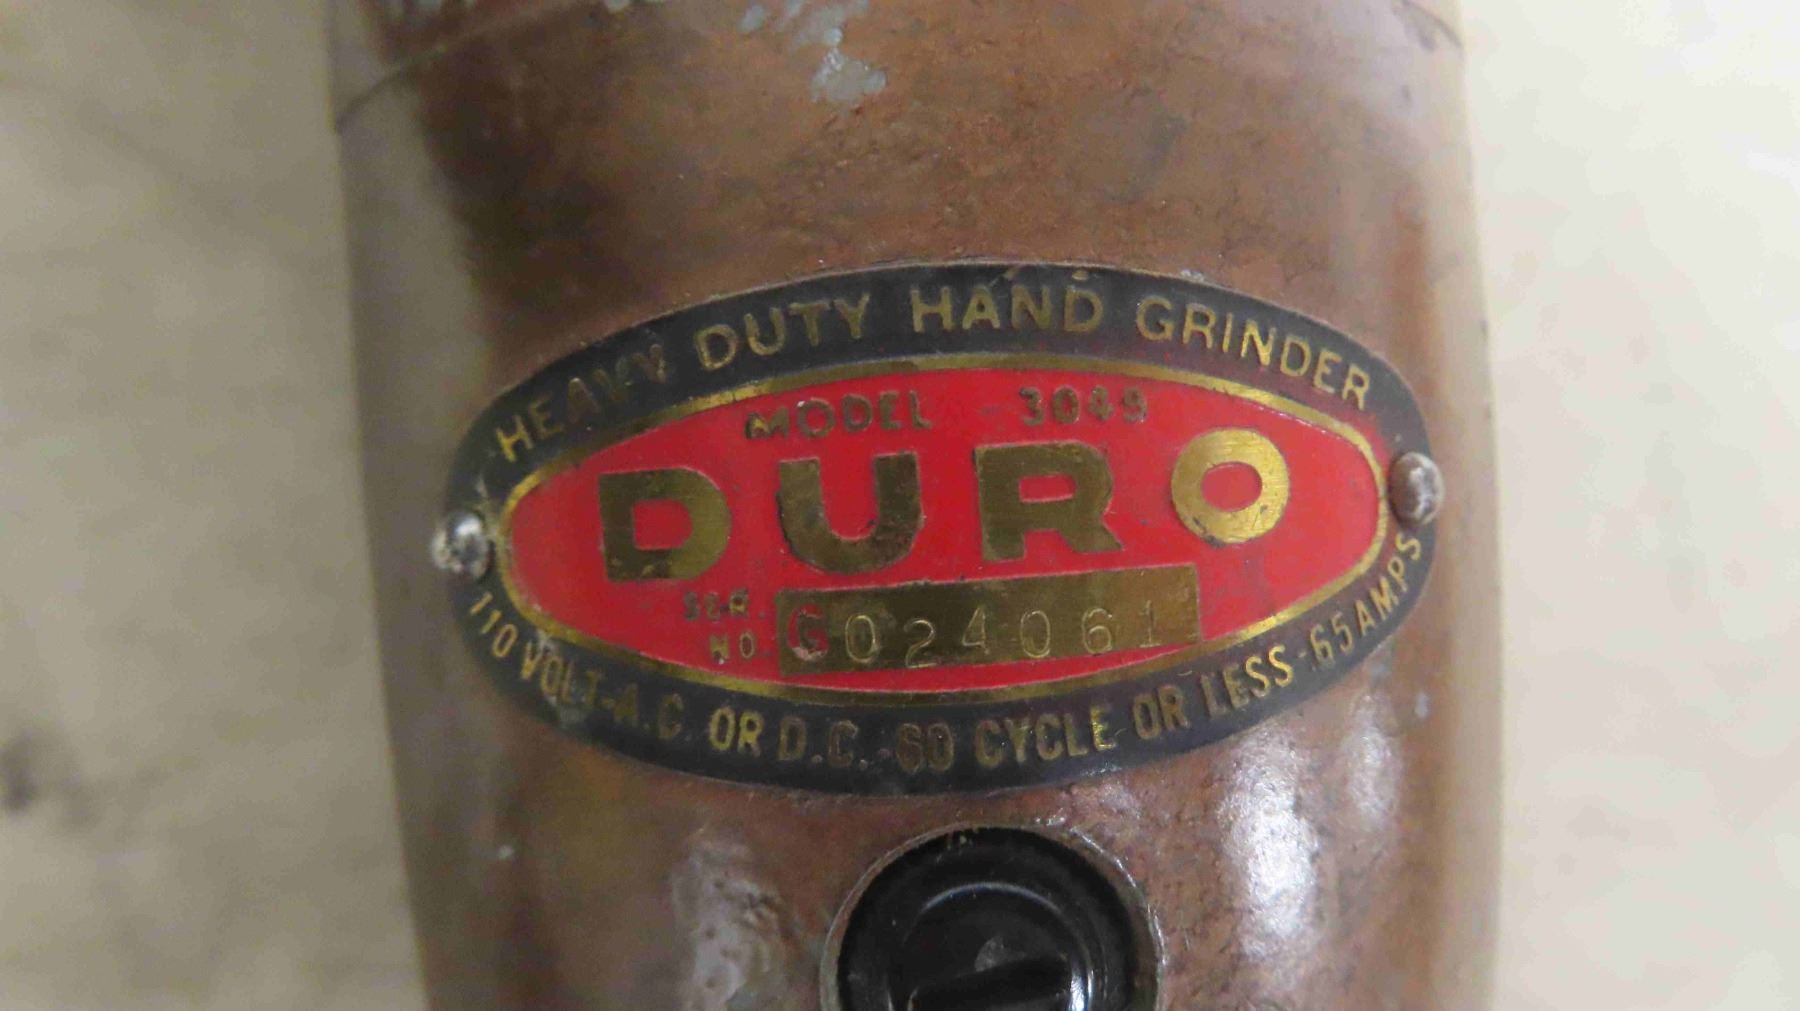 HEAVY DUTY HAND GRINDER
MODEL 3049
DURO
SER. NO. G024061
110 VOLT-A.C. OR D.C.-60 CYCLE OR LESS-.65 AMPS